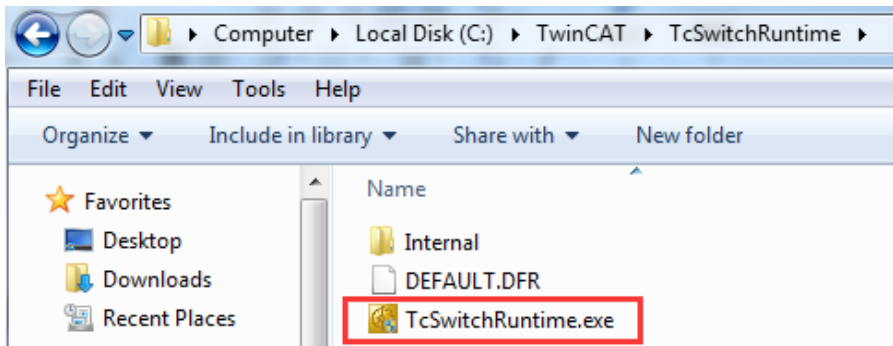 Computer Local Disk (C:) TwinCAT TcSwitchRuntime
File Edit View Tools Help
Organize Include in library Share with New folder
Favorites
Desktop
Downloads
Recent Places
Name
Internal
DEFAULT.DFR
TcSwitchRuntime.exe